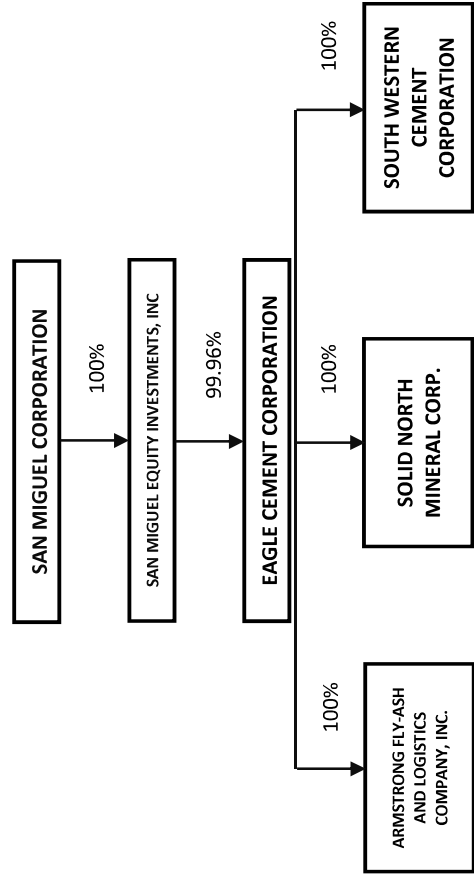 SAN MIGUEL CORPORATION
100%
SAN MIGUEL EQUITY INVESTMENTS, INC
99.96%
EAGLE CEMENT CORPORATION
100%
100%
100%
ARMSTRONG FLY-ASH
AND LOGISTICS
COMPANY, INC.
SOLID NORTH
MINERAL CORP.
SOUTH WESTERN
CEMENT
CORPORATION